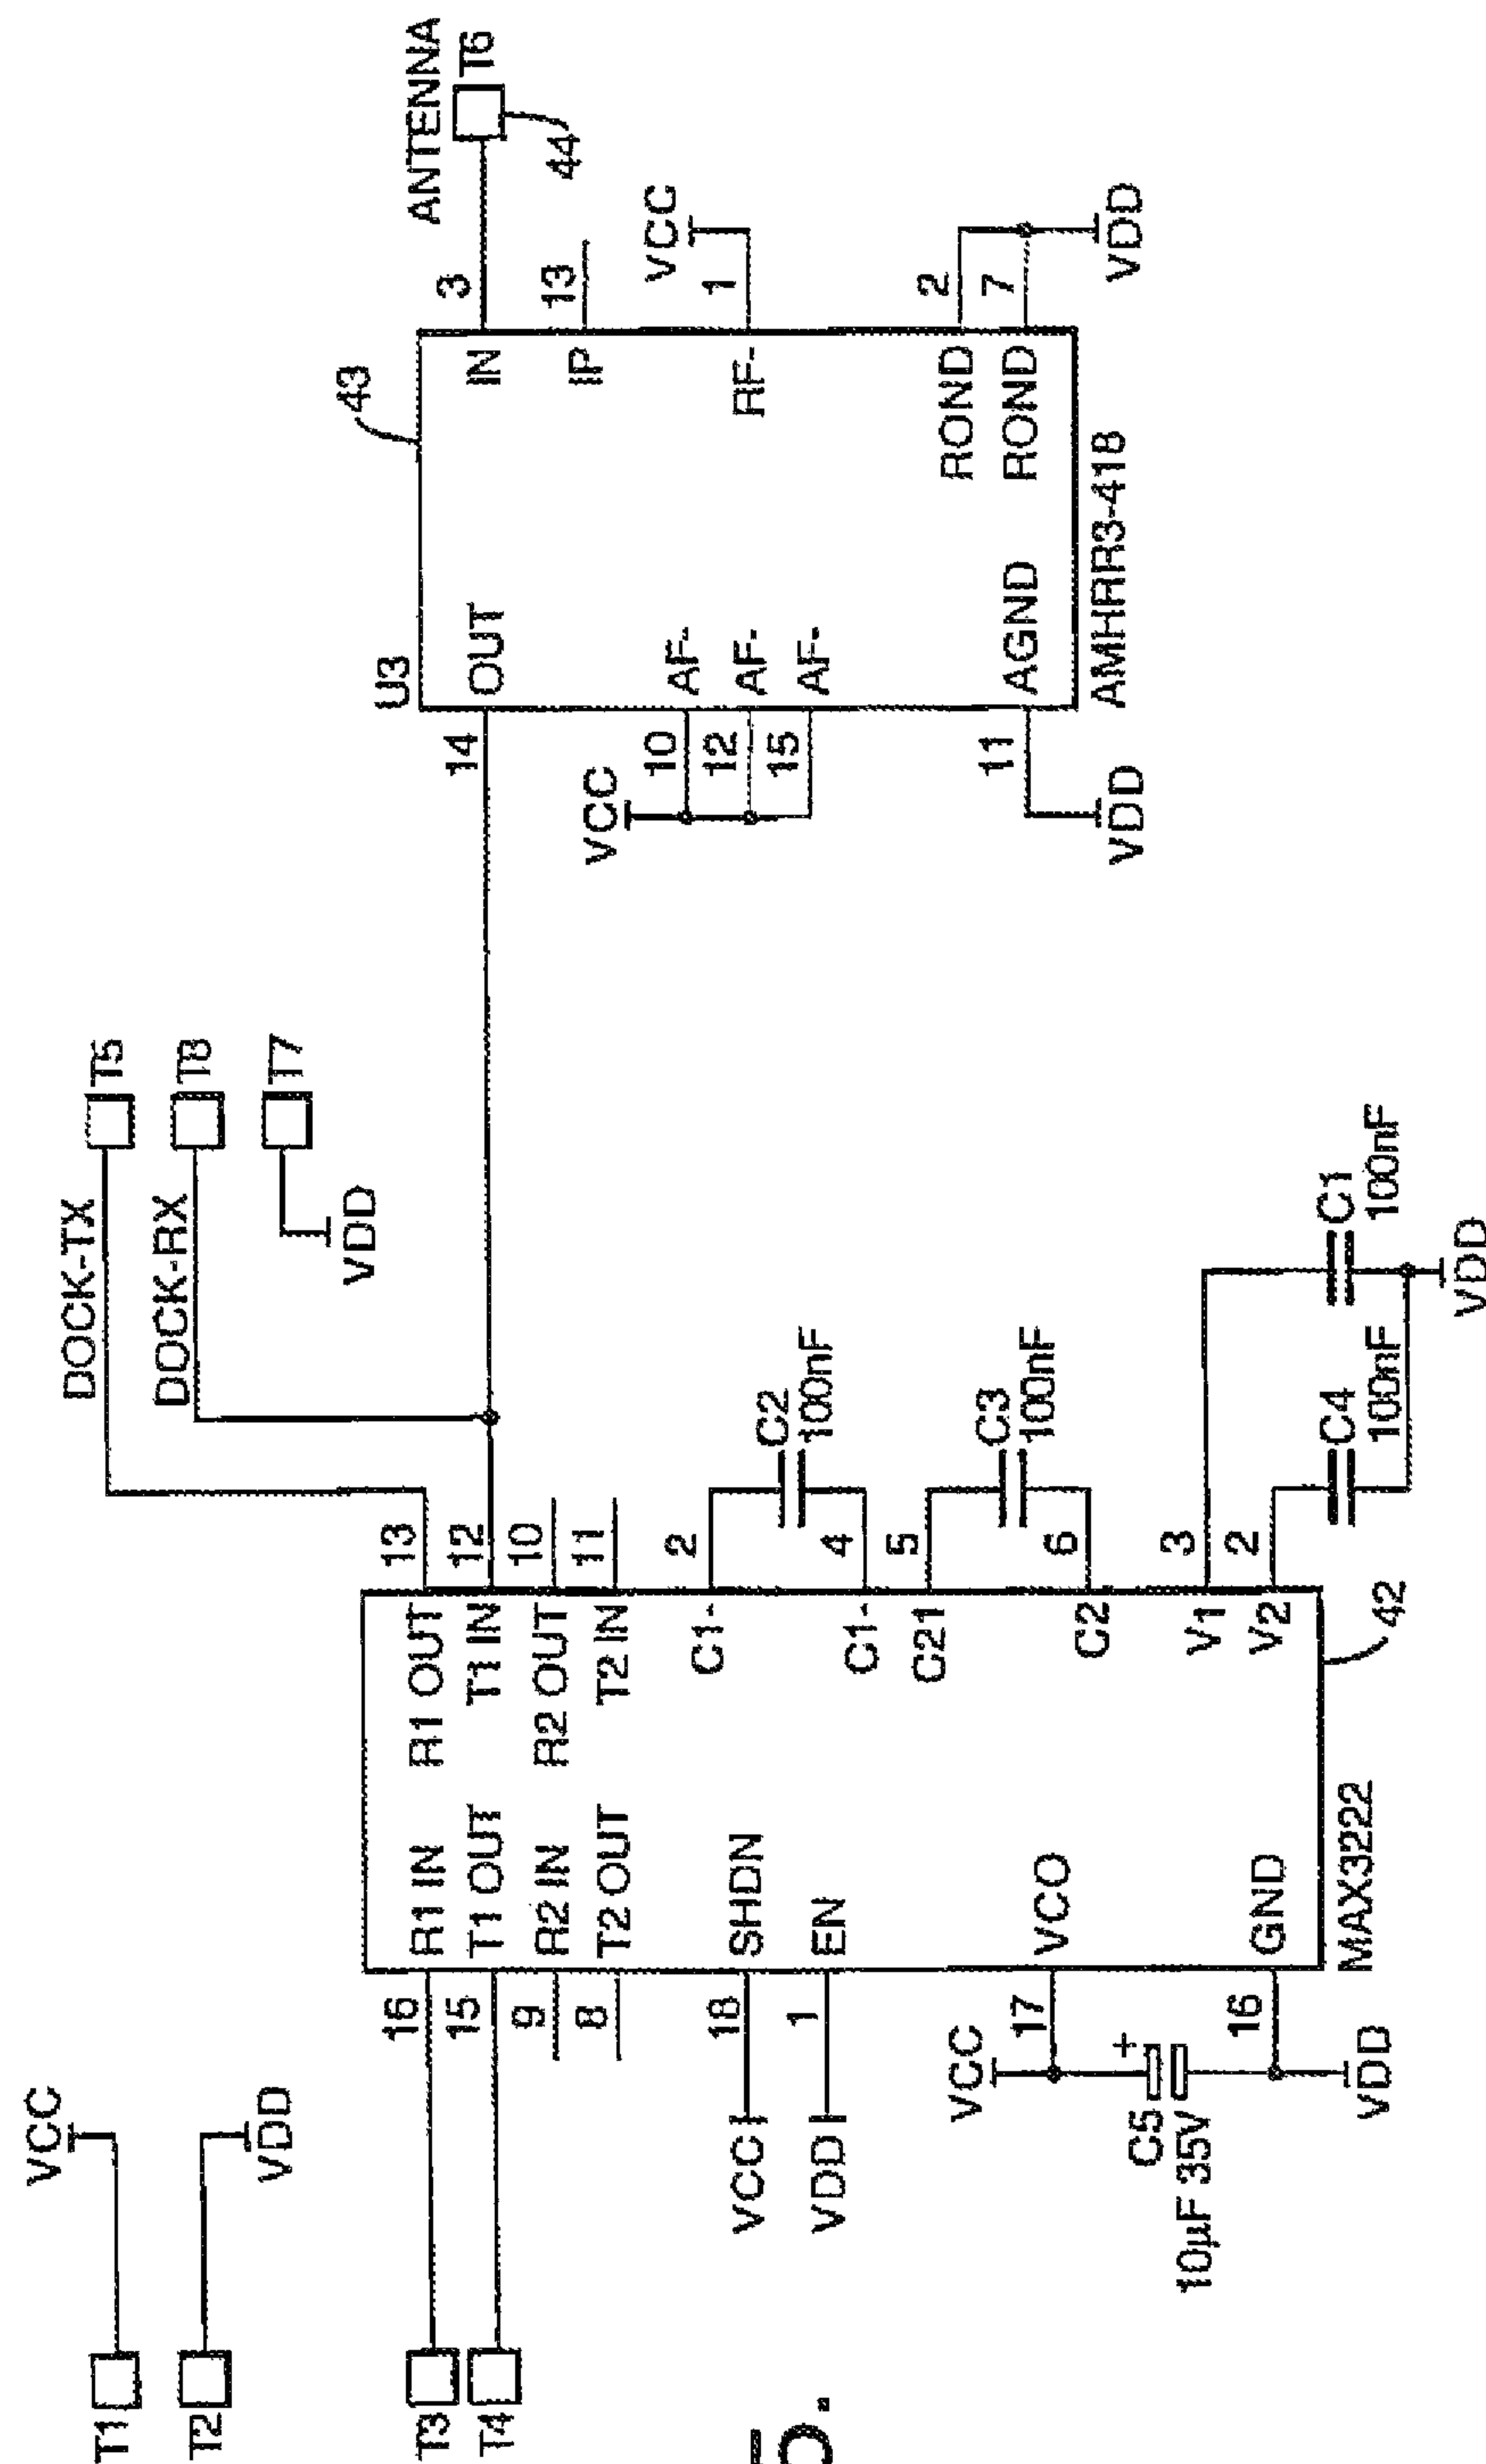 VCC
T1
VDD
T2
DOCK-TX
T5
DOCK-RX
T8
T7
VDD
T3
T4
16
R1 IN
R1 OUT
13
15
T1 OUT
T1 IN
12
9
R2 IN
R2 OUT
10
8
T2 OUT
T2 IN
11
VCC
18
SHDN
VDD
1
EN
C1-
2
C2
100nF
C1-
4
C21
5
C3
100nF
C2
6
VCC
17
VCO
+
C5
10µF 35V
16
GND
VDD
V1
3
V2
2
C4
100nF
C1
100nF
VDD
MAX3222
42
U3
43
14
OUT
IN
3
ANTENNA
T6
44
IP
13
VCC
10
AF-
12
AF-
15
AF-
RF-
1
VCC
11
AGND
VDD
ROND
2
ROND
7
VDD
AMHRR3-418